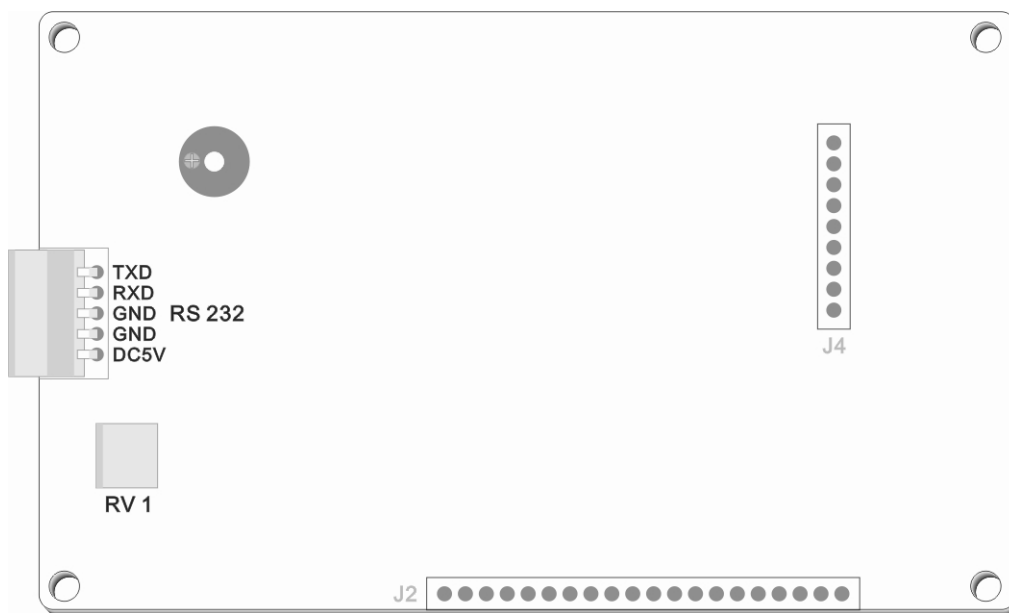 TXD
RXD
GND RS 232
GND
DC5V
J4
RV 1
J2